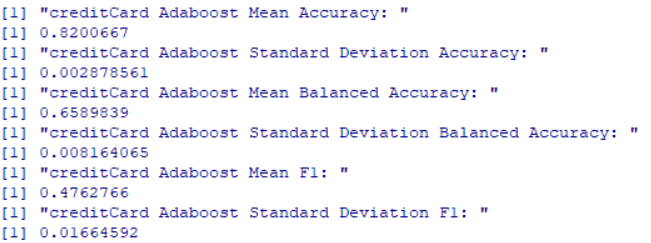 [1] "creditCard Adaboost Mean Accuracy: "
[1] 0.8200667
[1] "creditCard Adaboost Standard Deviation Accuracy: "
[1] 0.002878561
[1] "creditCard Adaboost Mean Balanced Accuracy: "
[1] 0.6589839
[1] "creditCard Adaboost Standard Deviation Balanced Accuracy: "
[1] 0.008164065
[1] "creditCard Adaboost Mean F1: "
[1] 0.4762766
[1] "creditCard Adaboost Standard Deviation F1: "
[1] 0.01664592